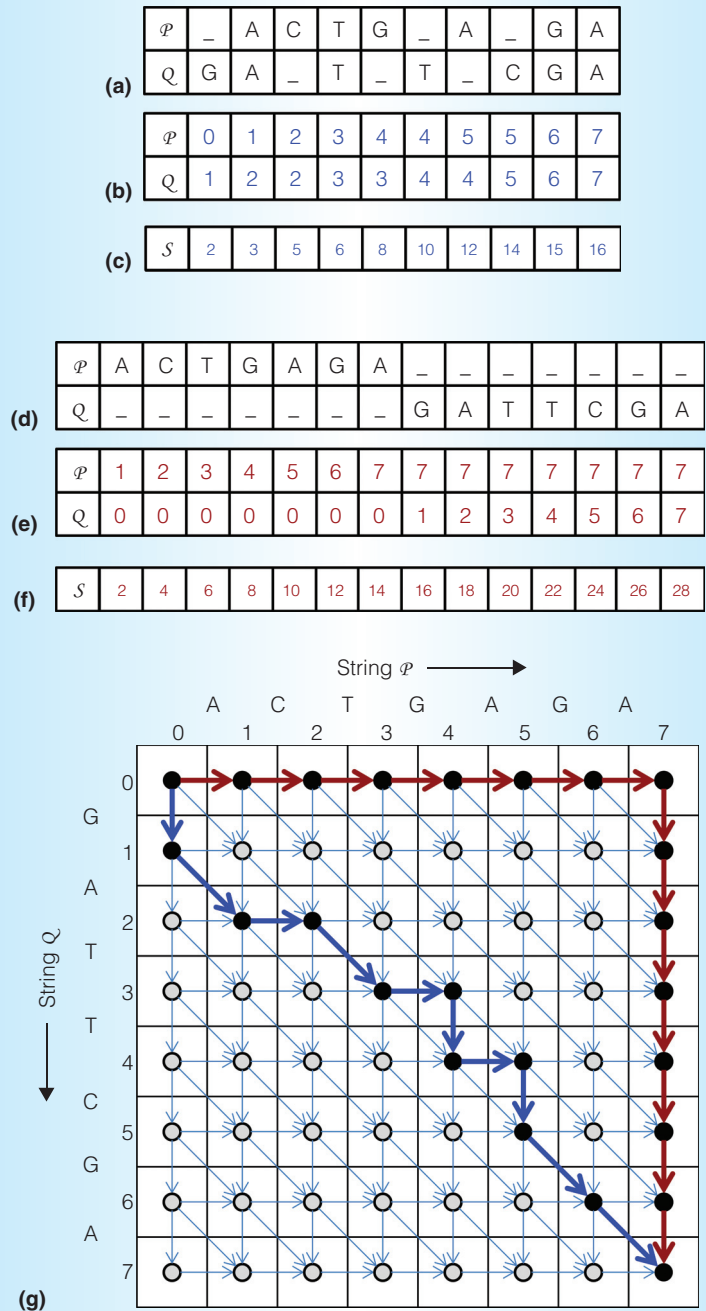 𝒫 _ A C T G _ A _ G A
(a) 𝒬 G A _ T _ T _ C G A
𝒫 0 1 2 3 4 4 5 5 6 7
(b) 𝒬 1 2 2 3 3 4 4 5 6 7
(c) 𝒮 2 3 5 6 8 10 12 14 15 16
𝒫 A C T G A G A _ _ _ _ _ _ _
(d) 𝒬 _ _ _ _ _ _ _ G A T T C G A
𝒫 1 2 3 4 5 6 7 7 7 7 7 7 7 7
(e) 𝒬 0 0 0 0 0 0 0 1 2 3 4 5 6 7
(f) 𝒮 2 4 6 8 10 12 14 16 18 20 22 24 26 28
String 𝒫
A C T G A G A
0 1 2 3 4 5 6 7
0
G
1
A
2
T
String 𝒬
3
T
4
C
5
G
6
A
7
(g)